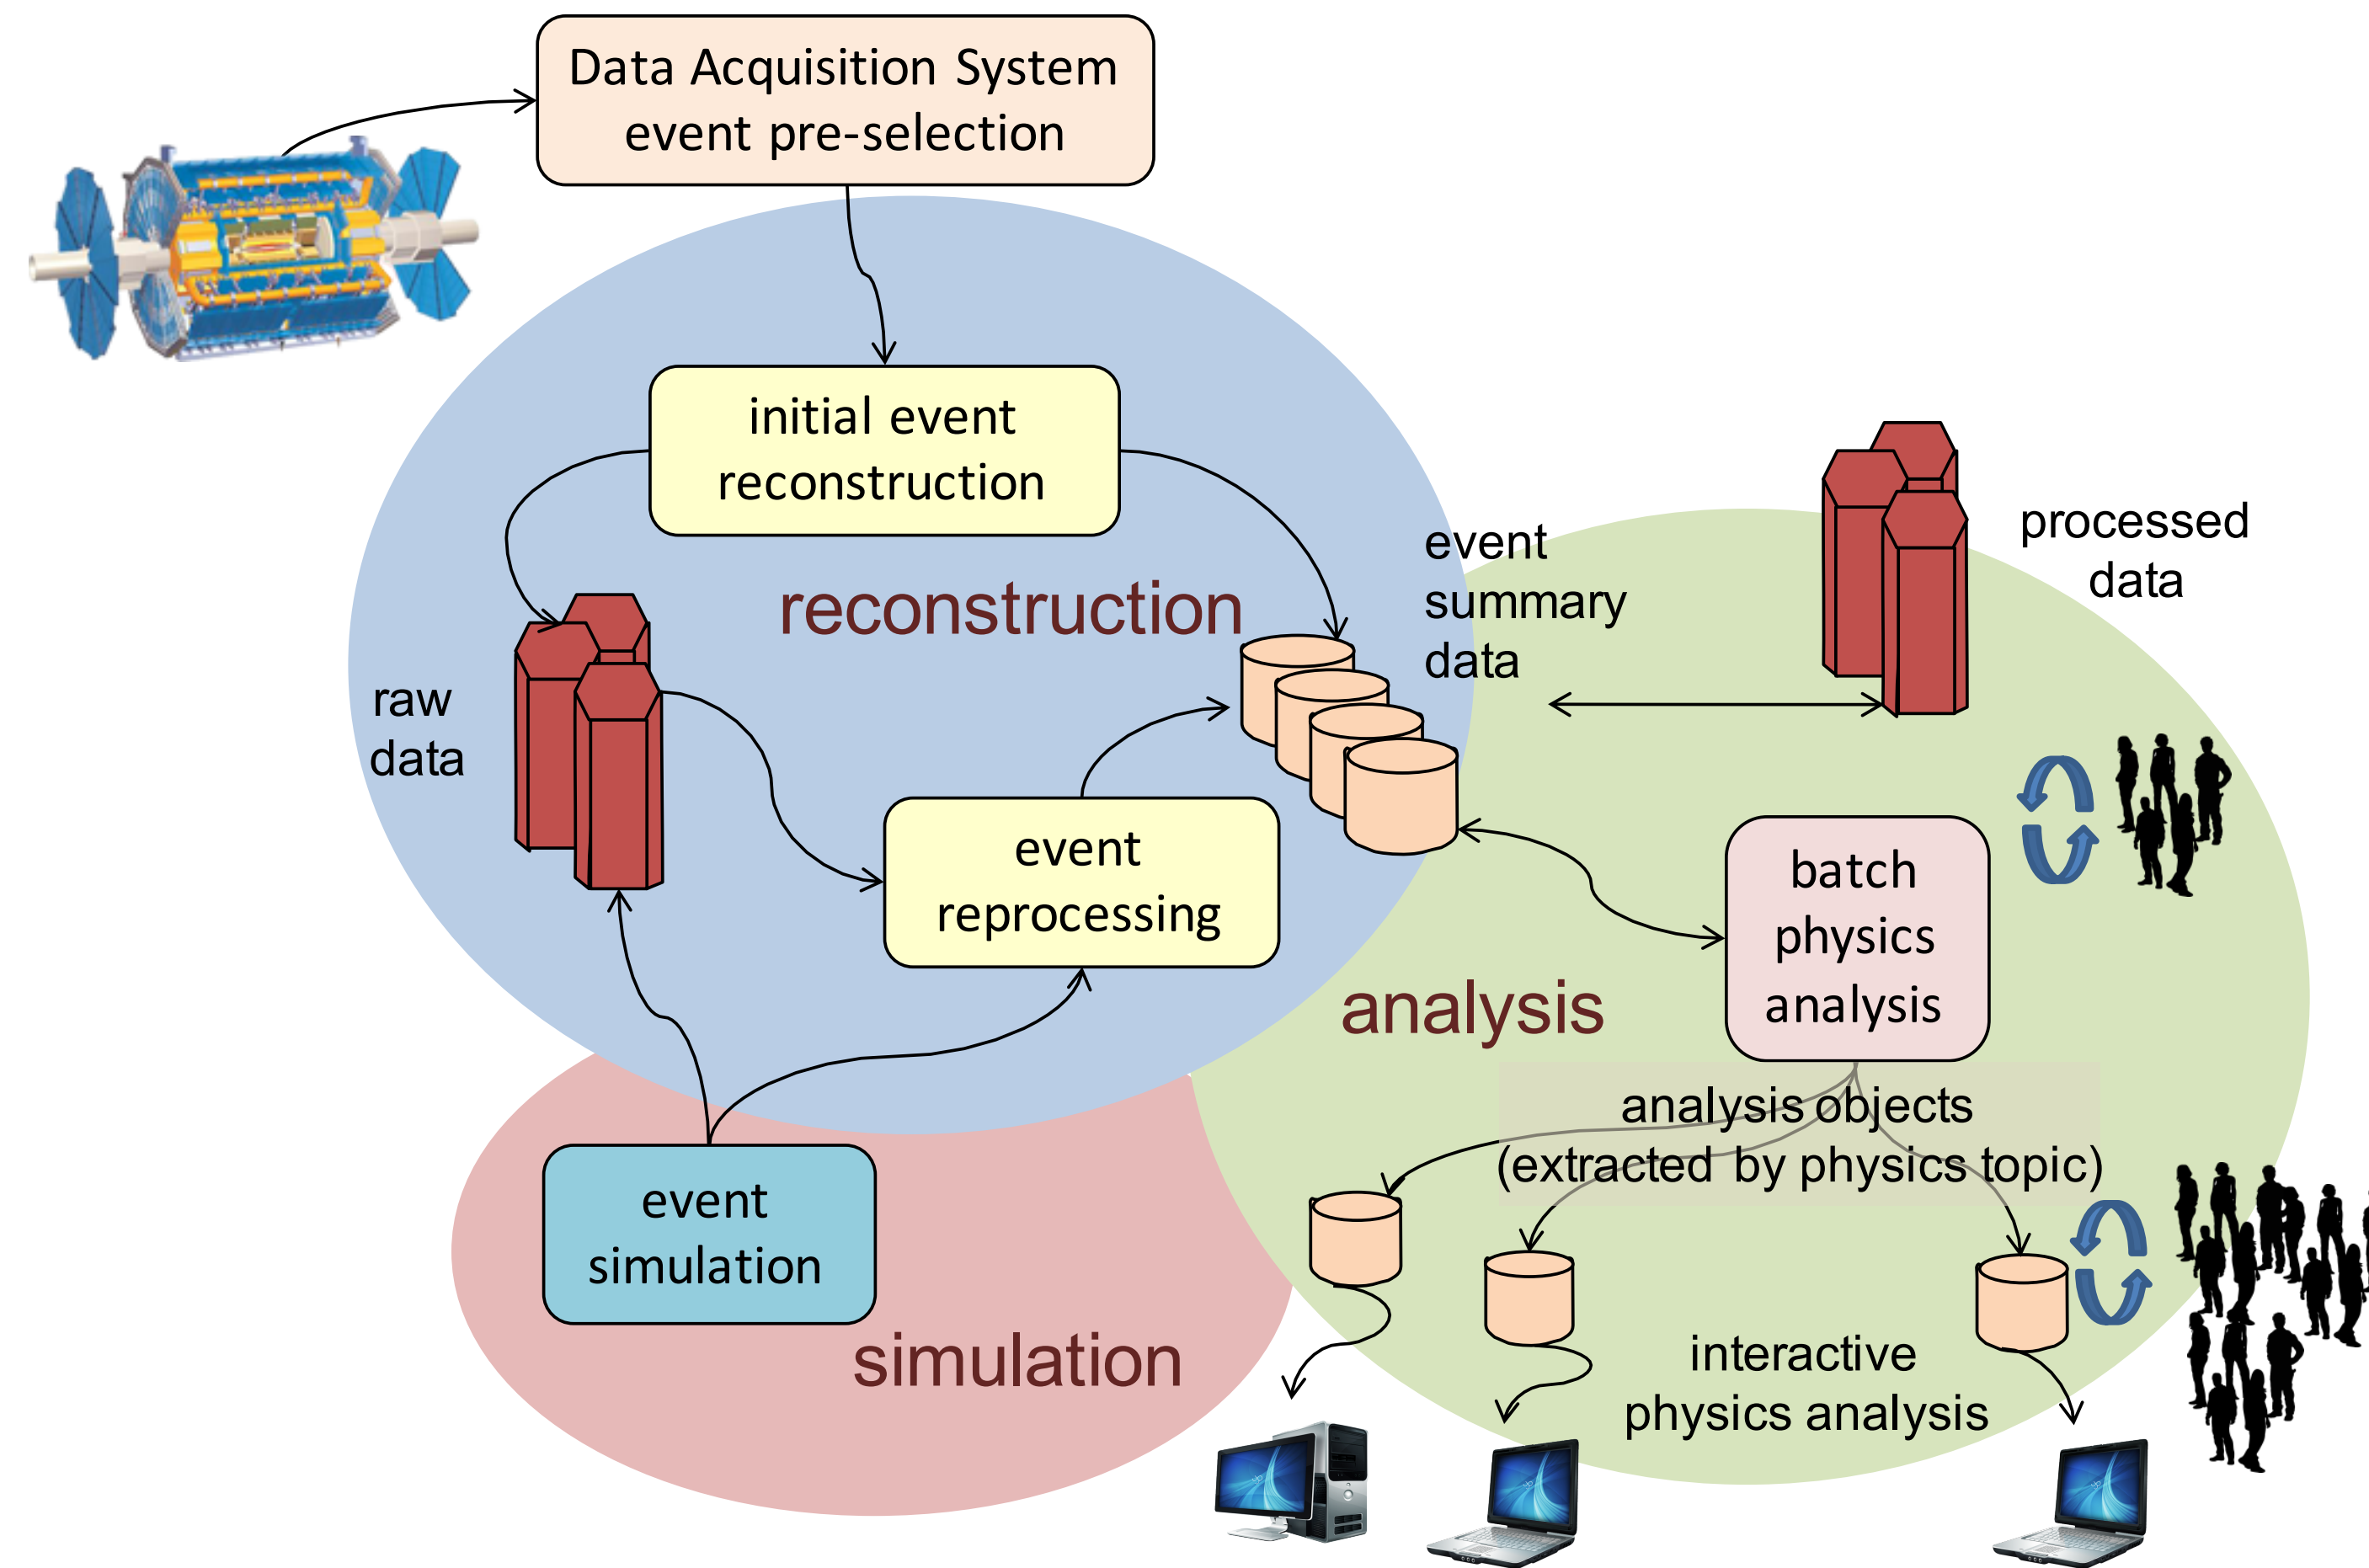 Data Acquisition System
event pre-selection
initial event
reconstruction
reconstruction
event
summary
data
processed
data
raw
data
event
reprocessing
batch
physics
analysis
analysis
analysis objects
(extracted by physics topic)
event
simulation
simulation
interactive
physics analysis